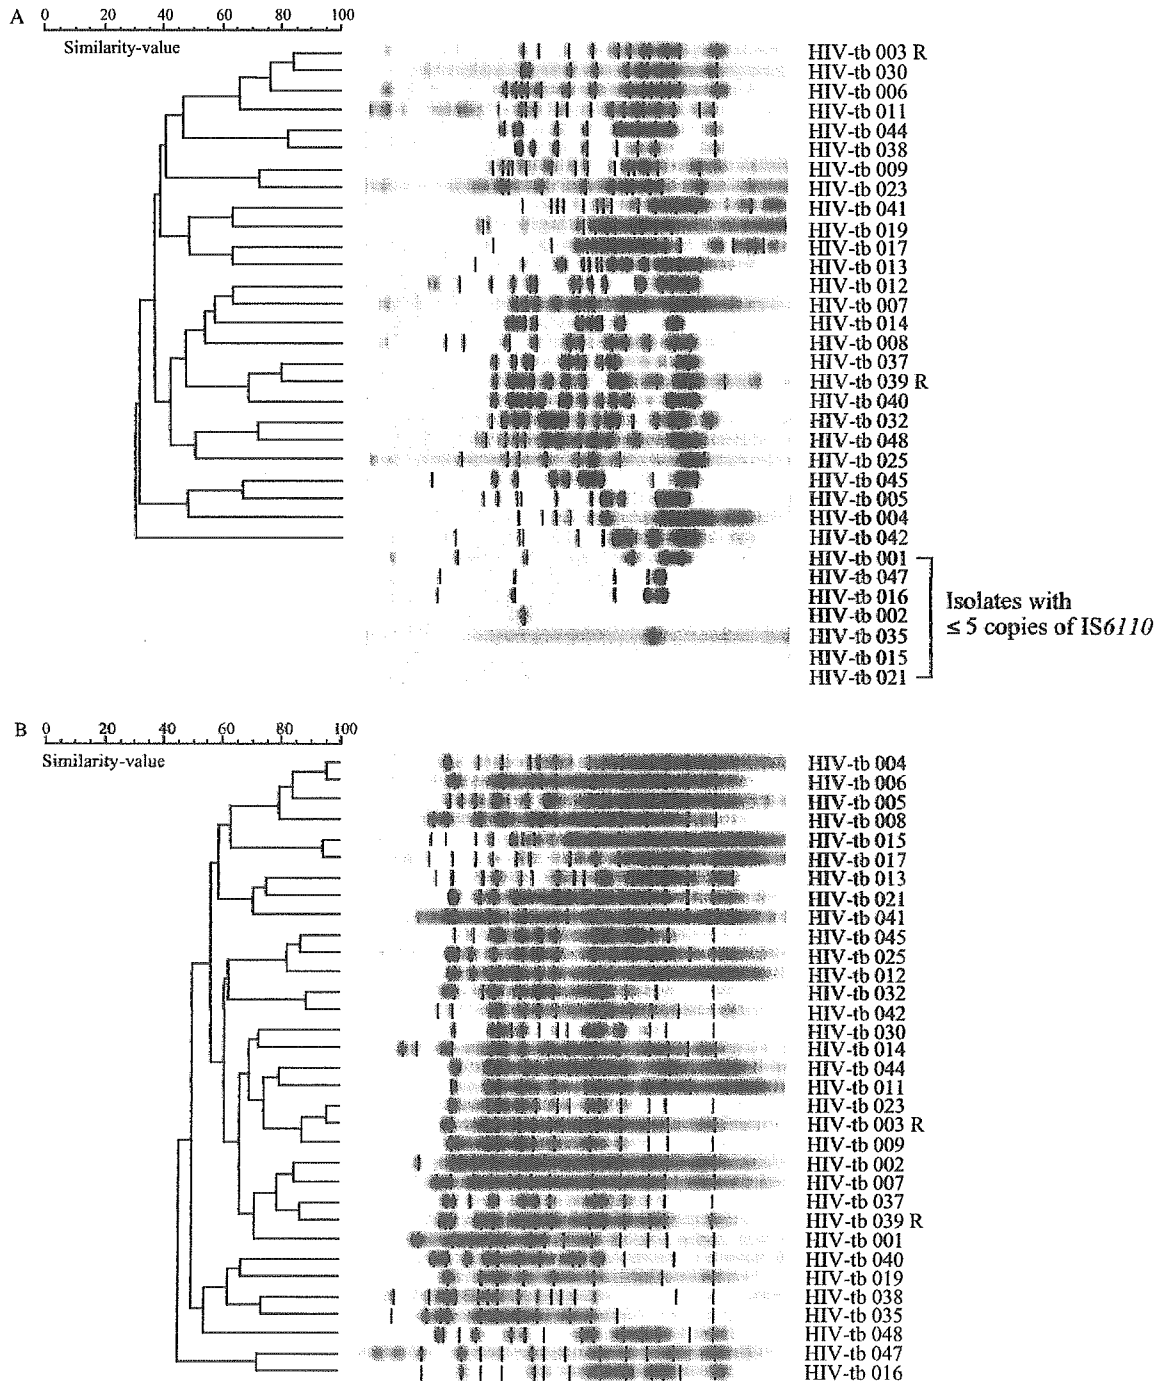 A 0 20 40 60 80 100
Similarity-value
HIV-tb 003 R
HIV-tb 030
HIV-tb 006
HIV-tb 011
HIV-tb 044
HIV-tb 038
HIV-tb 009
HIV-tb 023
HIV-tb 041
HIV-tb 019
HIV-tb 017
HIV-tb 013
HIV-tb 012
HIV-tb 007
HIV-tb 014
HIV-tb 008
HIV-tb 037
HIV-tb 039 R
HIV-tb 040
HIV-tb 032
HIV-tb 048
HIV-tb 025
HIV-tb 045
HIV-tb 005
HIV-tb 004
HIV-tb 042
HIV-tb 001
HIV-tb 047
HIV-tb 016
HIV-tb 002
HIV-tb 035
HIV-tb 015
HIV-tb 021
Isolates with
≤ 5 copies of IS6110
B 0 20 40 60 80 100
Similarity-value
HIV-tb 004
HIV-tb 006
HIV-tb 005
HIV-tb 008
HIV-tb 015
HIV-tb 017
HIV-tb 013
HIV-tb 021
HIV-tb 041
HIV-tb 045
HIV-tb 025
HIV-tb 012
HIV-tb 032
HIV-tb 042
HIV-tb 030
HIV-tb 014
HIV-tb 044
HIV-tb 011
HIV-tb 023
HIV-tb 003 R
HIV-tb 009
HIV-tb 002
HIV-tb 007
HIV-tb 037
HIV-tb 039 R
HIV-tb 001
HIV-tb 040
HIV-tb 019
HIV-tb 038
HIV-tb 035
HIV-tb 048
HIV-tb 047
HIV-tb 016